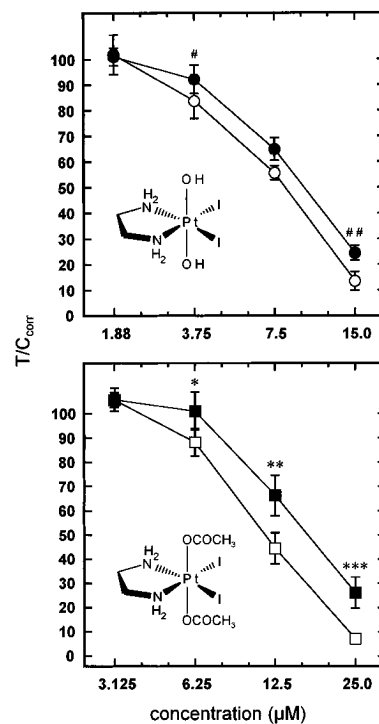 T/C_corr
100
90
80
70
60
50
40
30
20
10
0
#
##
OH
H2
N
I
Pt
I
N
H2
OH
1.88 3.75 7.5 15.0
100
90
80
70
60
50
40
30
20
10
0
*
**
***
OCOCH3
H2
N
I
Pt
I
N
H2
OCOCH3
3.125 6.25 12.5 25.0
concentration (µM)